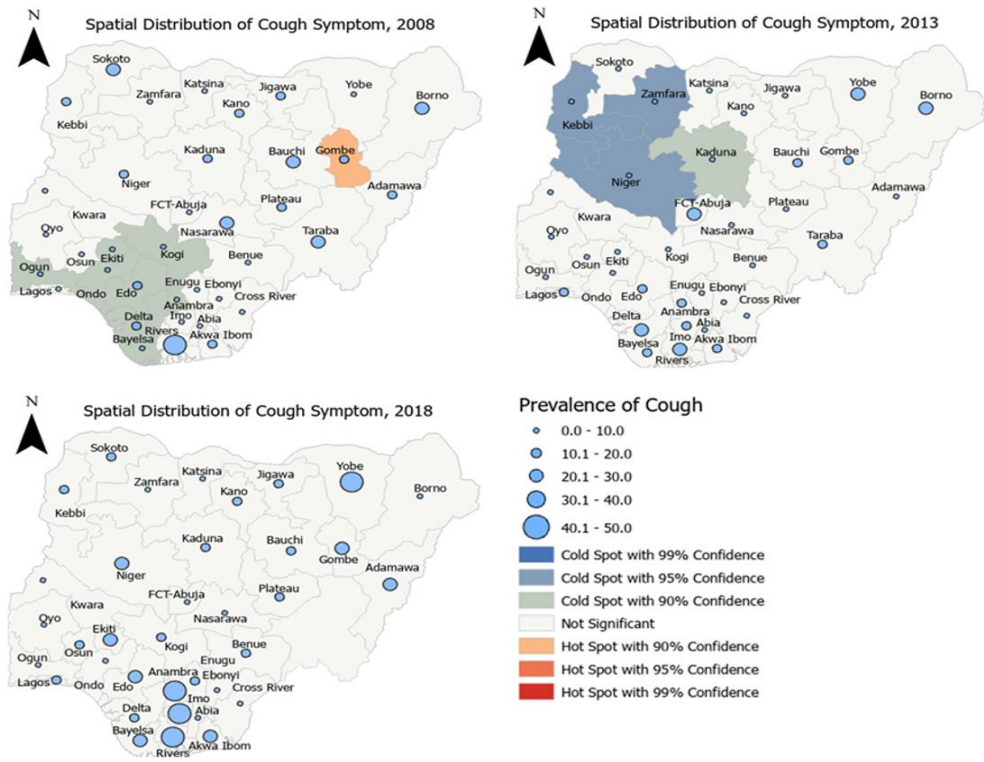 Spatial Distribution of Cough Symptom, 2008
N
Sokoto
Katsina
Zamfara
Jigawa
Yobe
Kano
Borno
Kebbi
Kaduna
Bauchi
Gombe
Niger
Adamawa
FCT-Abuja
Plateau
Kwara
Oyo
Nasarawa
Taraba
Osun
Ekiti
Kogi
Benue
Ogun
Lagos
Ondo
Edo
Enugu
Ebonyi
Anambra
Cross River
Delta
Imo
Abia
Rivers
Bayelsa
Akwa Ibom
Spatial Distribution of Cough Symptom, 2013
N
Sokoto
Katsina
Zamfara
Jigawa
Yobe
Kano
Borno
Kebbi
Kaduna
Bauchi
Gombe
Niger
Adamawa
FCT-Abuja
Plateau
Kwara
Oyo
Nasarawa
Taraba
Osun
Ekiti
Kogi
Benue
Ogun
Lagos
Ondo
Edo
Enugu
Ebonyi
Anambra
Cross River
Delta
Abia
Imo
Bayelsa
Akwa Ibom
Rivers
Spatial Distribution of Cough Symptom, 2018
N
Sokoto
Katsina
Zamfara
Jigawa
Yobe
Kano
Borno
Kebbi
Kaduna
Bauchi
Gombe
Niger
Adamawa
FCT-Abuja
Plateau
Kwara
Oyo
Nasarawa
Ekiti
Osun
Kogi
Benue
Ogun
Enugu
Lagos
Ondo
Edo
Anambra
Ebonyi
Cross River
Imo
Delta
Abia
Bayelsa
Akwa Ibom
Rivers
Prevalence of Cough
0.0 - 10.0
10.1 - 20.0
20.1 - 30.0
30.1 - 40.0
40.1 - 50.0
Cold Spot with 99% Confidence
Cold Spot with 95% Confidence
Cold Spot with 90% Confidence
Not Significant
Hot Spot with 90% Confidence
Hot Spot with 95% Confidence
Hot Spot with 99% Confidence